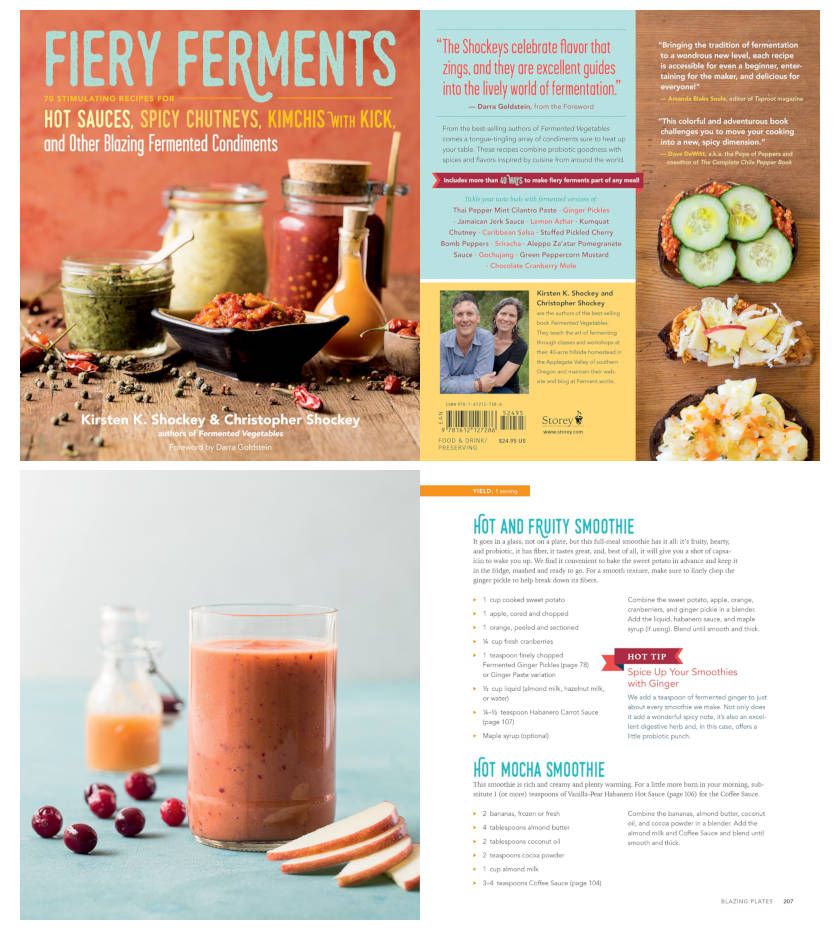 FIERY FERMENTS
70 STIMULATING RECIPES FOR
HOT SAUCES, SPICY CHUTNEYS, KIMCHIS WITH KICK,
and Other Blazing Fermented Condiments
Kirsten K. Shockey & Christopher Shockey
authors of Fermented Vegetables
Foreword by Darra Goldstein
“The Shockeys celebrate flavor that
zings, and they are excellent guides
into the lively world of fermentation.”
— Darra Goldstein, from the Foreword
From the best-selling authors of Fermented Vegetables
comes a tongue-tingling array of condiments sure to heat up
your table. These recipes combine probiotic goodness with
spices and flavors inspired by cuisine from around the world.
Includes more than 40 WAYS to make fiery ferments part of any meal!
Tickle your taste buds with fermented versions of:
Thai Pepper Mint Cilantro Paste · Ginger Pickles
· Jamaican Jerk Sauce · Lemon Achar · Kumquat
Chutney · Caribbean Salsa · Stuffed Pickled Cherry
Bomb Peppers · Sriracha · Aleppo Za’atar Pomegranate
Sauce · Gochujang · Green Peppercorn Mustard
· Chocolate Cranberry Mole
Kirsten K. Shockey and
Christopher Shockey
are the authors of the best-selling
book Fermented Vegetables.
They teach the art of fermenting
through classes and workshops at
their 40-acre hillside homestead in
the Applegate Valley of southern
Oregon and maintain their web-
site and blog at Ferment.works.
ISBN 978-1-61212-728-6
EAN
52495
9 781612 127286
FOOD & DRINK/
PRESERVING
$24.95 US
Storey
www.storey.com
“Bringing the tradition of fermentation
to a wondrous new level, each recipe
is accessible for even a beginner, enter-
taining for the maker, and delicious for
everyone!”
— Amanda Blake Soule, editor of Taproot magazine
“This colorful and adventurous book
challenges you to move your cooking
into a new, spicy dimension.”
— Dave DeWitt, a.k.a. the Pope of Peppers and
coauthor of The Complete Chile Pepper Book
YIELD: 1 serving
HOT AND FRUITY SMOOTHIE
It goes in a glass, not on a plate, but this full-meal smoothie has it all: it’s fruity, hearty,
and probiotic, it has fiber, it tastes great, and, best of all, it will give you a shot of capsa-
icin to wake you up. We find it convenient to bake the sweet potato in advance and keep it
in the fridge, mashed and ready to go. For a smooth texture, make sure to finely chop the
ginger pickle to help break down its fibers.
1 cup cooked sweet potato
1 apple, cored and chopped
1 orange, peeled and sectioned
¼ cup fresh cranberries
1 teaspoon finely chopped
Fermented Ginger Pickles (page 78)
or Ginger Paste variation
½ cup liquid (almond milk, hazelnut milk,
or water)
¼–½ teaspoon Habanero Carrot Sauce
(page 107)
Maple syrup (optional)
Combine the sweet potato, apple, orange,
cranberries, and ginger pickle in a blender.
Add the liquid, habanero sauce, and maple
syrup (if using). Blend until smooth and thick.
HOT TIP
Spice Up Your Smoothies
with Ginger
We add a teaspoon of fermented ginger to just
about every smoothie we make. Not only does
it add a wonderful spicy note, it’s also an excel-
lent digestive herb and, in this case, offers a
little probiotic punch.
HOT MOCHA SMOOTHIE
This smoothie is rich and creamy and plenty warming. For a little more burn in your morning, sub-
stitute 1 (or more) teaspoons of Vanilla-Pear Habanero Hot Sauce (page 106) for the Coffee Sauce.
2 bananas, frozen or fresh
4 tablespoons almond butter
2 tablespoons coconut oil
2 teaspoons cocoa powder
1 cup almond milk
3–4 teaspoons Coffee Sauce (page 104)
Combine the bananas, almond butter, coconut
oil, and cocoa powder in a blender. Add the
almond milk and Coffee Sauce and blend until
smooth and thick.
BLAZING PLATES 207